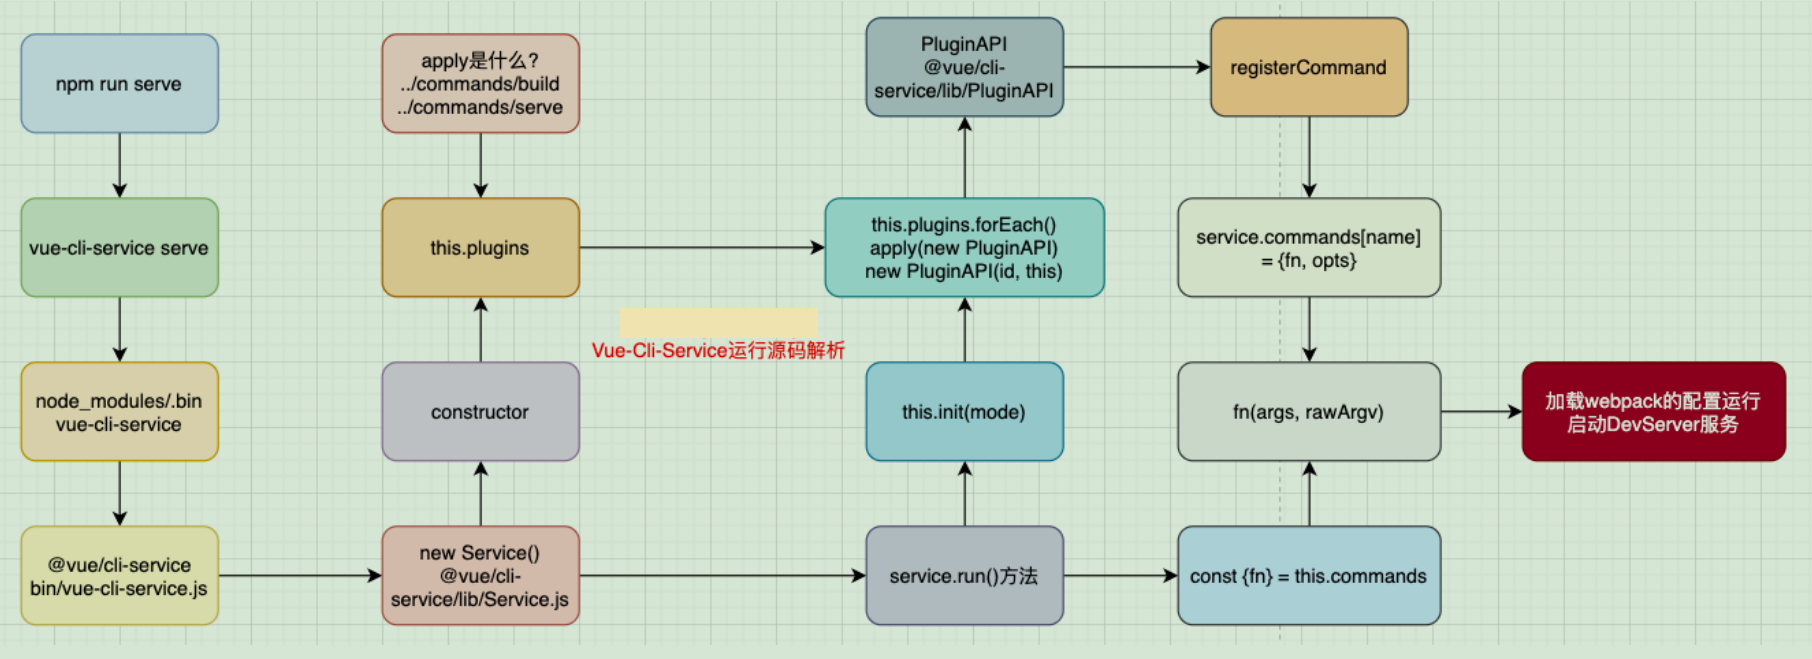 npm run serve
vue-cli-service serve
node_modules/.bin
vue-cli-service
@vue/cli-service
bin/vue-cli-service.js
apply是什么?
../commands/build
../commands/serve
this.plugins
constructor
new Service()
@vue/cli-
service/lib/Service.js
Vue-Cli-Service运行源码解析
PluginAPI
@vue/cli-
service/lib/PluginAPI
this.plugins.forEach()
apply(new PluginAPI)
new PluginAPI(id, this)
this.init(mode)
service.run()方法
registerCommand
service.commands[name]
= {fn, opts}
fn(args, rawArgv)
const {fn} = this.commands
加载webpack的配置运行
启动DevServer服务